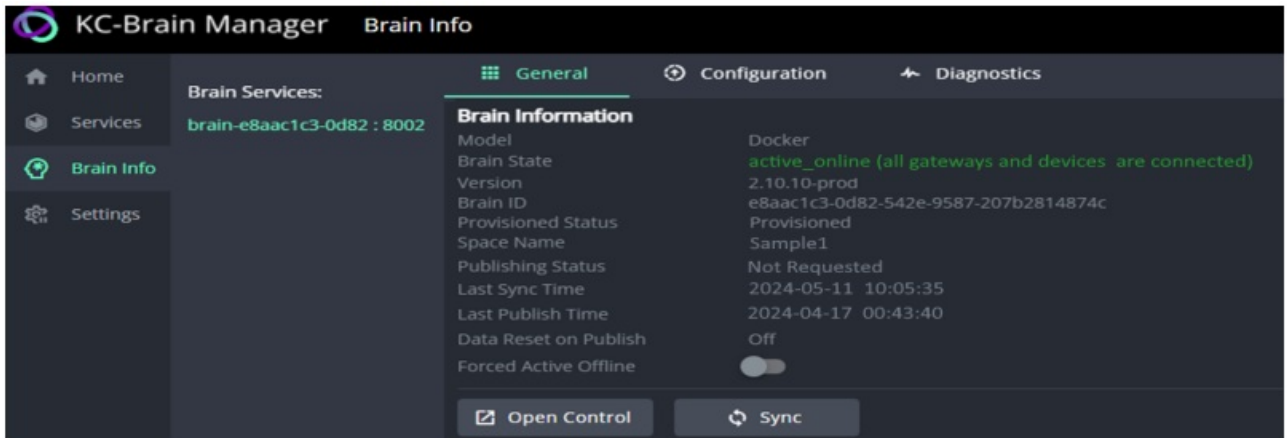 KC-Brain Manager Brain Info
Home
Services
Brain Info
Settings
Brain Services:
brain-e8aac1c3-0d82 : 8002
General Configuration Diagnostics
Brain Information
Model Docker
Brain State active_online (all gateways and devices are connected)
Version 2.10.10-prod
Brain ID e8aac1c3-0d82-542e-9587-207b2814874c
Provisioned Status Provisioned
Space Name Sample1
Publishing Status Not Requested
Last Sync Time 2024-05-11 10:05:35
Last Publish Time 2024-04-17 00:43:40
Data Reset on Publish Off
Forced Active Offline
Open Control Sync